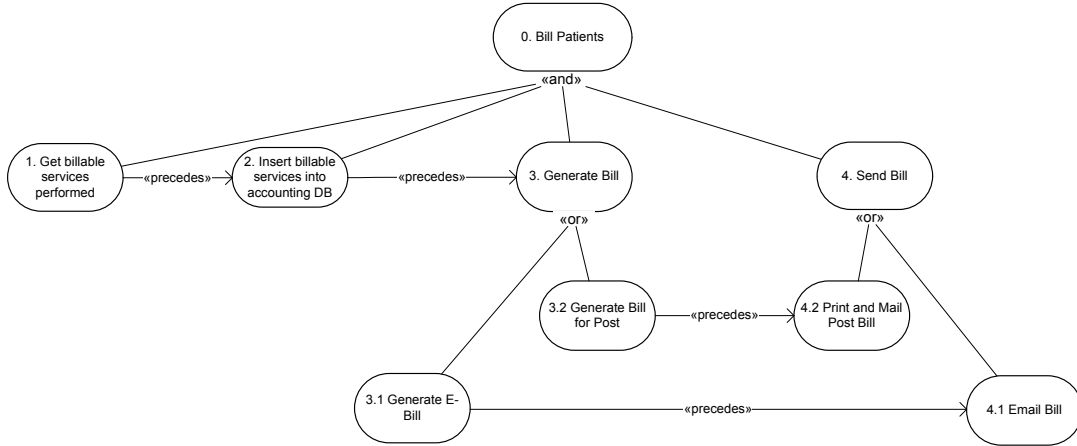 0. Bill Patients
«and»
1. Get billable
services
performed
«precedes»
2. Insert billable
services into
accounting DB
«precedes»
3. Generate Bill
4. Send Bill
«or»
«or»
3.2 Generate Bill
for Post
«precedes»
4.2 Print and Mail
Post Bill
3.1 Generate E-
Bill
«precedes»
4.1 Email Bill